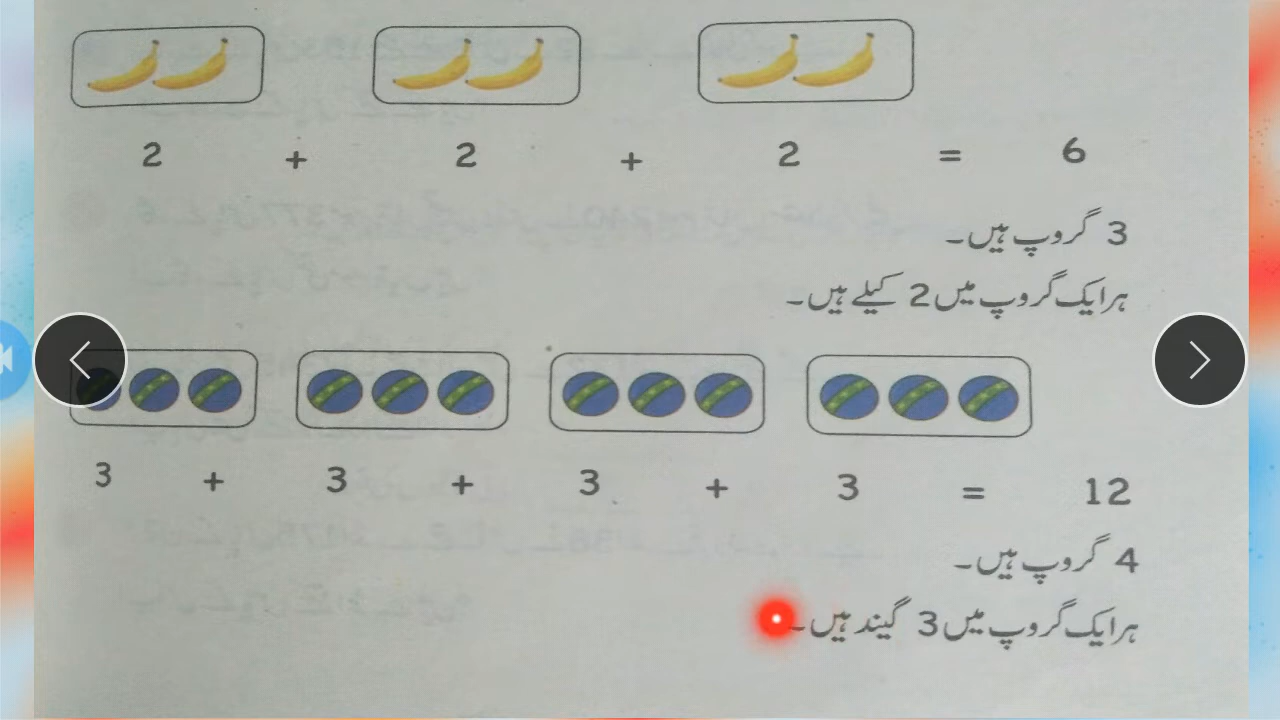 2 + 2 + 2 = 6
3 گروپ ہیں۔
ہر ایک گروپ میں 2 کیلے ہیں۔
3 + 3 + 3 + 3 = 12
4 گروپ ہیں۔
ہر ایک گروپ میں 3 گیند ہیں۔